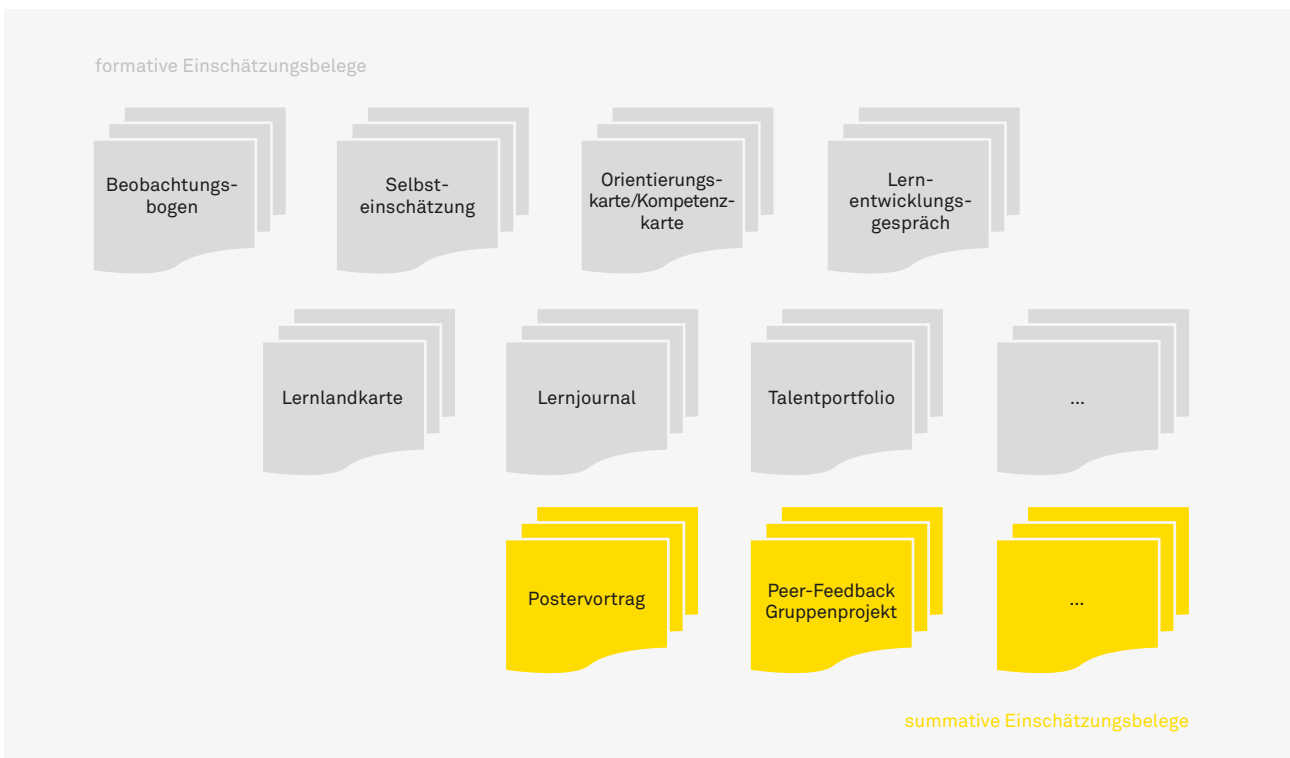 formative Einschätzungsbelege
Beobachtungs-
bogen
Selbst-
einschätzung
Orientierungs-
karte/Kompetenz-
karte
Lern-
entwicklungs-
gespräch
Lernlandkarte
Lernjournal
Talentportfolio
...
Postervortrag
Peer-Feedback
Gruppenprojekt
...
summative Einschätzungsbelege